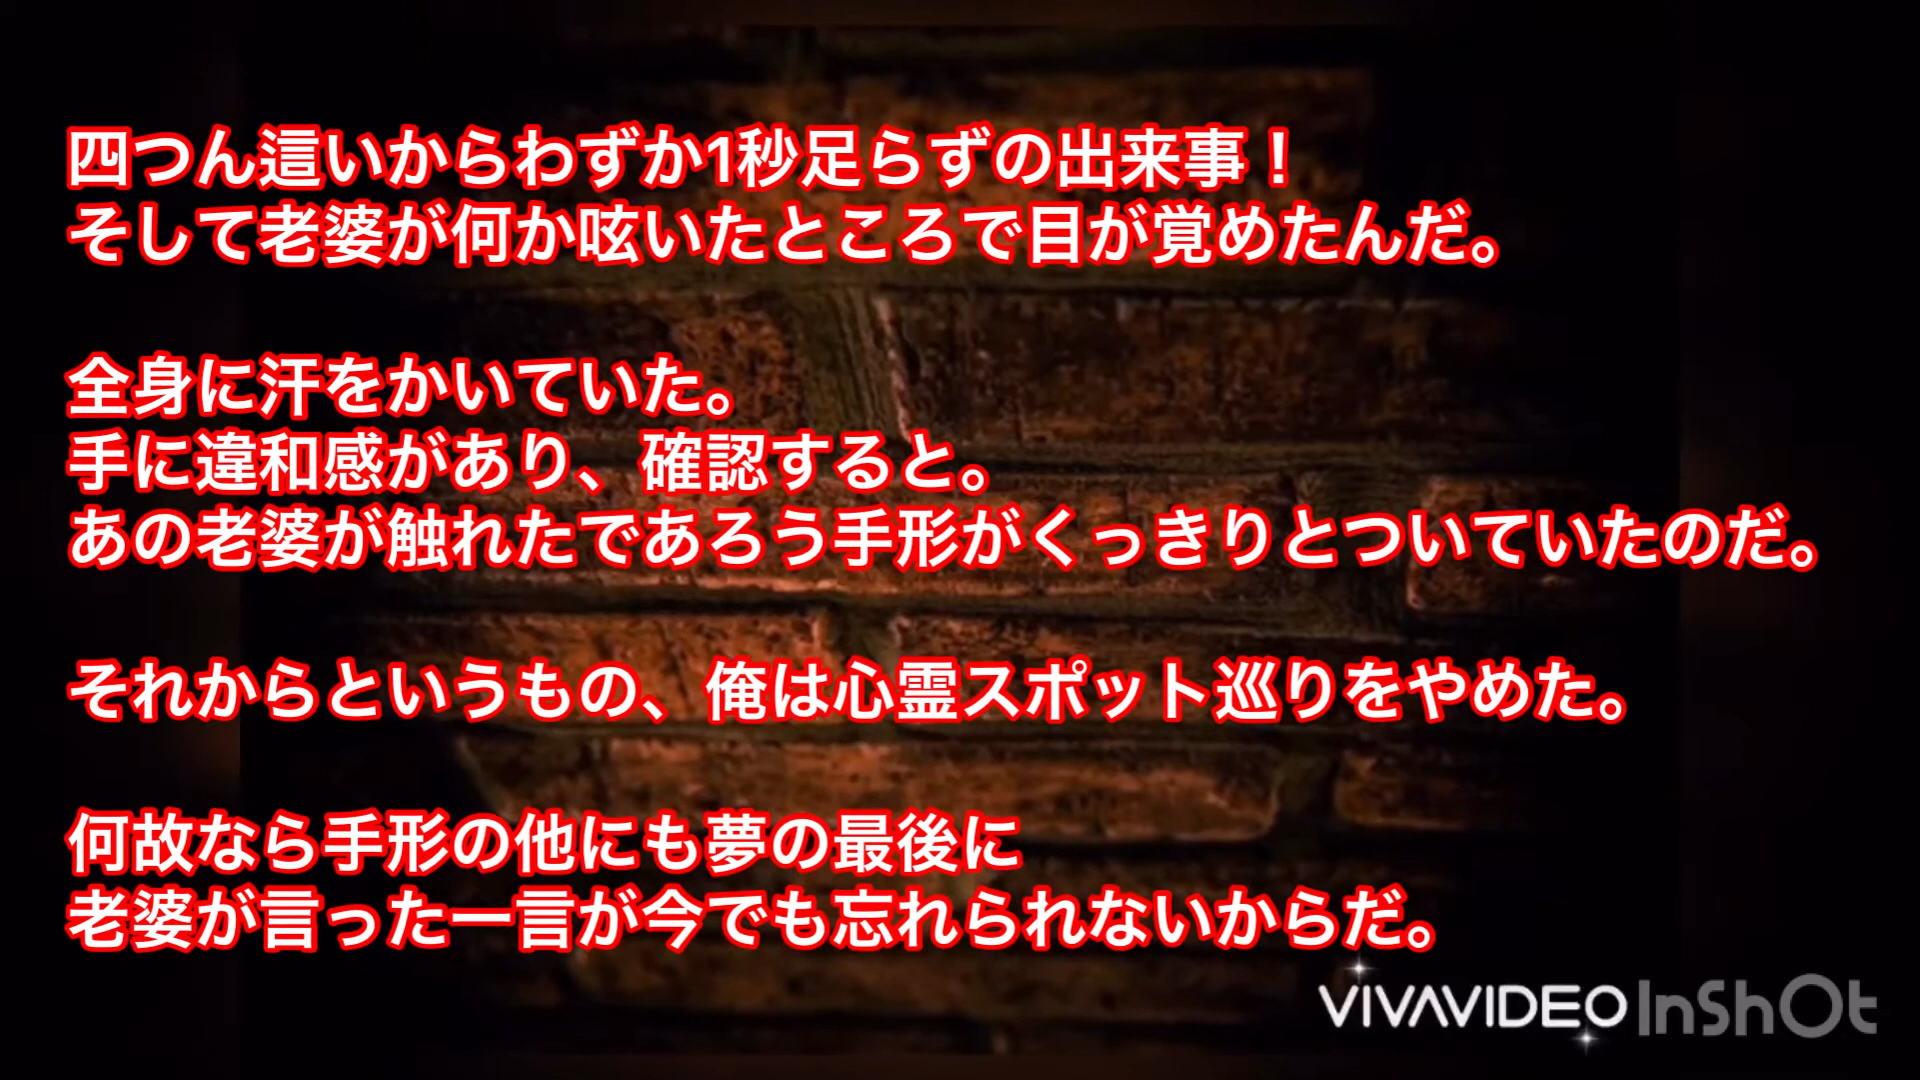 四つん這いからわずか1秒足らずの出来事！
そして老婆が何か呟いたところで目が覚めたんだ。
全身に汗をかいていた。
手に違和感があり、確認すると。
あの老婆が触れたであろう手形がくっきりとついていたのだ。
それからというもの、俺は心霊スポット巡りをやめた。
何故なら手形の他にも夢の最後に
老婆が言った一言が今でも忘れられないからだ。
VIVAVIDEO InShOt